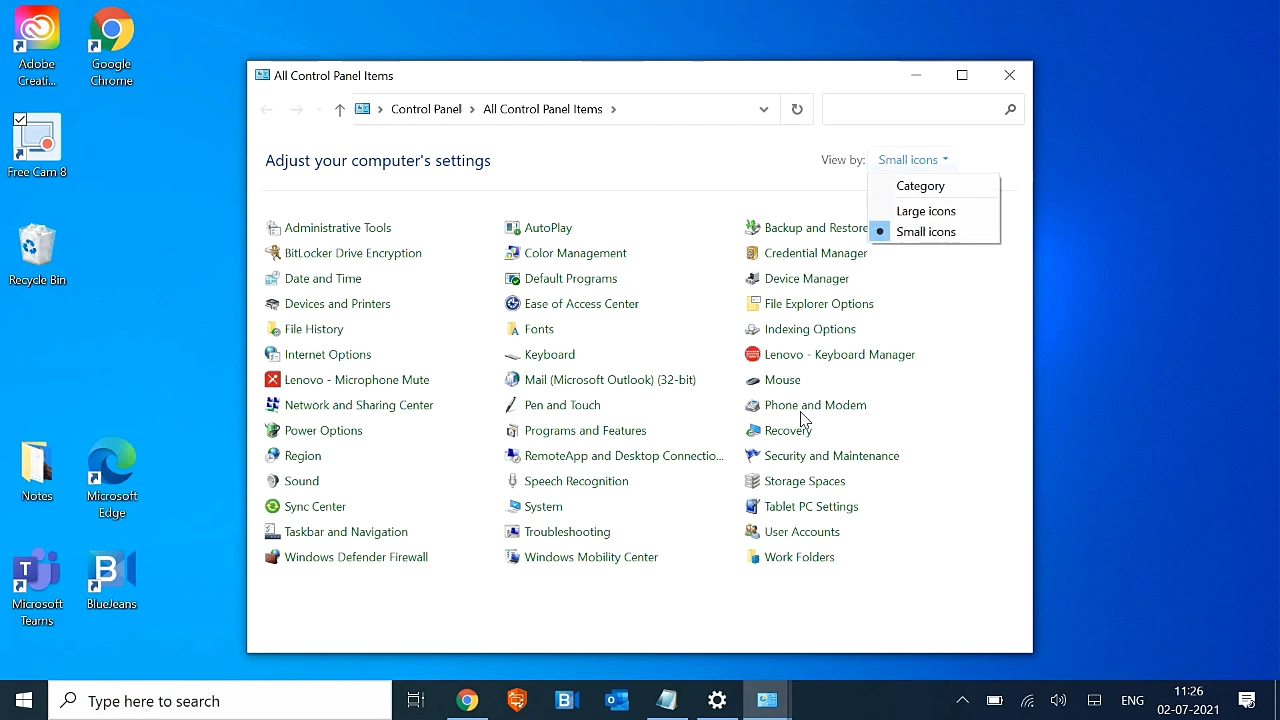 Adobe
Creati...
Google
Chrome
Free Cam 8
Recycle Bin
Notes
Microsoft
Edge
Microsoft
Teams
BlueJeans
All Control Panel Items
Control Panel > All Control Panel Items >
Adjust your computer's settings
View by: Small icons
Category
Large icons
Small icons
Administrative Tools
AutoPlay
Backup and Restore
BitLocker Drive Encryption
Color Management
Credential Manager
Date and Time
Default Programs
Device Manager
Devices and Printers
Ease of Access Center
File Explorer Options
File History
Fonts
Indexing Options
Internet Options
Keyboard
Lenovo - Keyboard Manager
Lenovo - Microphone Mute
Mail (Microsoft Outlook) (32-bit)
Mouse
Network and Sharing Center
Pen and Touch
Phone and Modem
Power Options
Programs and Features
Recovery
Region
RemoteApp and Desktop Connectio...
Security and Maintenance
Sound
Speech Recognition
Storage Spaces
Sync Center
System
Tablet PC Settings
Taskbar and Navigation
Troubleshooting
User Accounts
Windows Defender Firewall
Windows Mobility Center
Work Folders
Type here to search
ENG
11:26
02-07-2021